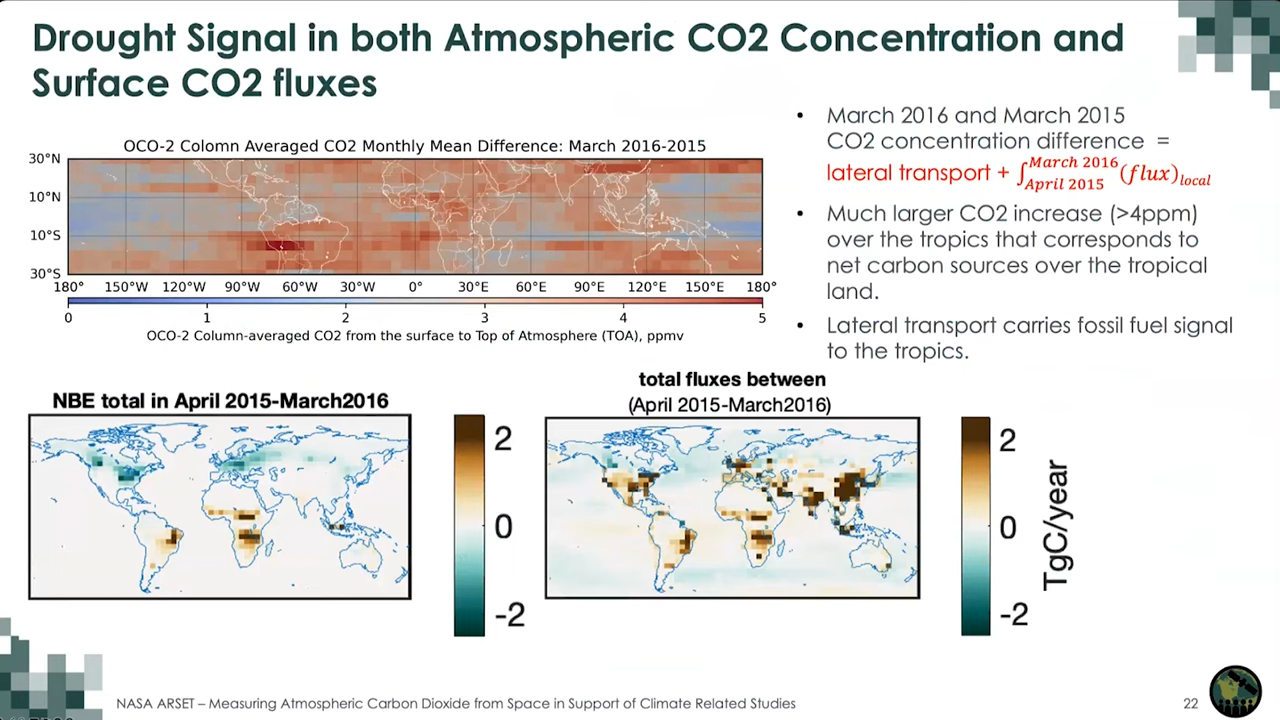 Drought Signal in both Atmospheric CO2 Concentration and
Surface CO2 fluxes
OCO-2 Colomn Averaged CO2 Monthly Mean Difference: March 2016-2015
30°N
10°N
10°S
30°S
180° 150°W 120°W 90°W 60°W 30°W 0° 30°E 60°E 90°E 120°E 150°E 180°
0 1 2 3 4 5
OCO-2 Column-averaged CO2 from the surface to Top of Atmosphere (TOA), ppmv
• March 2016 and March 2015
CO2 concentration difference =
lateral transport + ∫_{April 2015}^{March 2016}(flux)_{local}
• Much larger CO2 increase (>4ppm)
over the tropics that corresponds to
net carbon sources over the tropical
land.
• Lateral transport carries fossil fuel signal
to the tropics.
NBE total in April 2015-March2016
2
0
-2
total fluxes between
(April 2015-March2016)
2
0
-2
TgC/year
NASA ARSET – Measuring Atmospheric Carbon Dioxide from Space in Support of Climate Related Studies
22